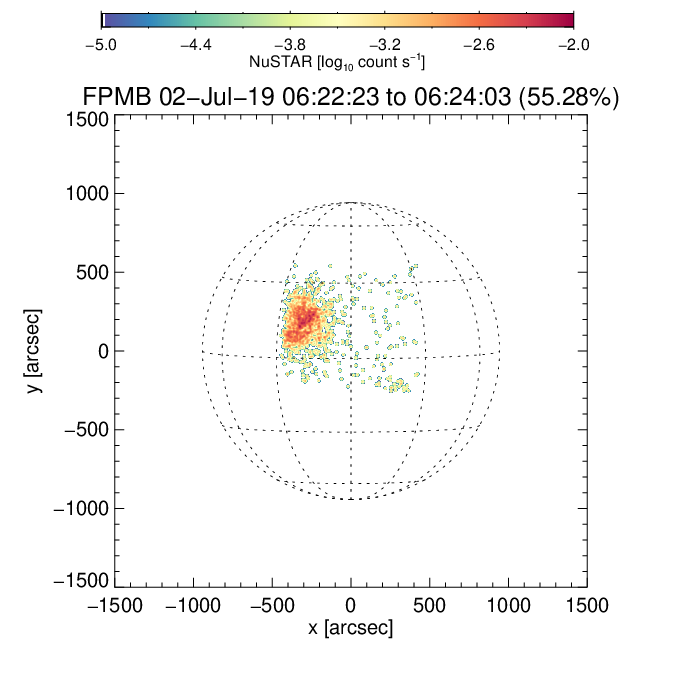 −5.0 −4.4 −3.8 −3.2 −2.6 −2.0
NuSTAR [log₁₀ count s⁻¹]
FPMB 02−Jul−19 06:22:23 to 06:24:03 (55.28%)
1500
1000
500
0
−500
−1000
−1500
y [arcsec]
−1500 −1000 −500 0 500 1000 1500
x [arcsec]